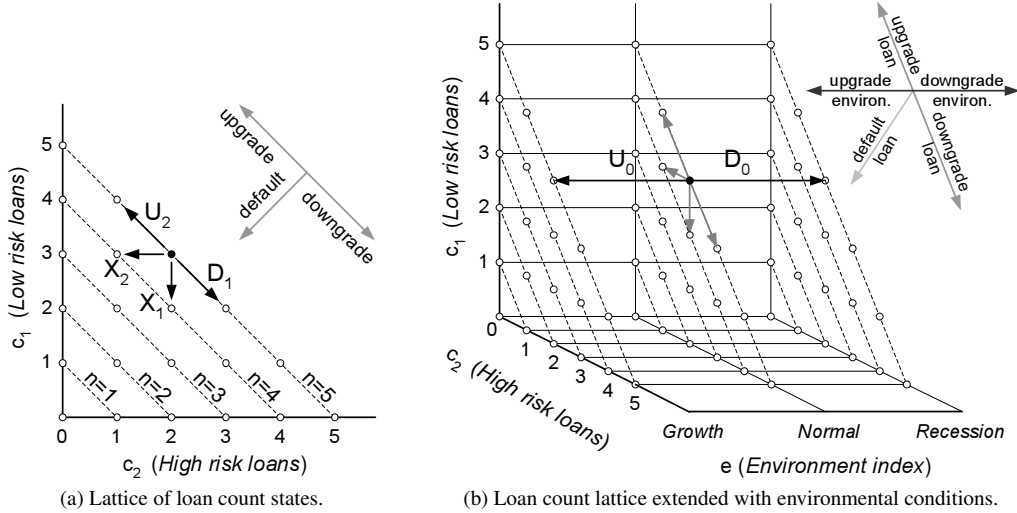 5
4
3
2
1
0
1
2
3
4
5
c1 (Low risk loans)
c2 (High risk loans)
U2
D1
X2
X1
n=1
n=2
n=3
n=4
n=5
upgrade
default
downgrade
(a) Lattice of loan count states.
5
4
3
2
1
0
1
2
3
4
5
c1 (Low risk loans)
c2 (High risk loans)
U0
D0
upgrade
loan
upgrade
environ.
downgrade
environ.
default
loan
downgrade
loan
Growth
Normal
Recession
e (Environment index)
(b) Loan count lattice extended with environmental conditions.